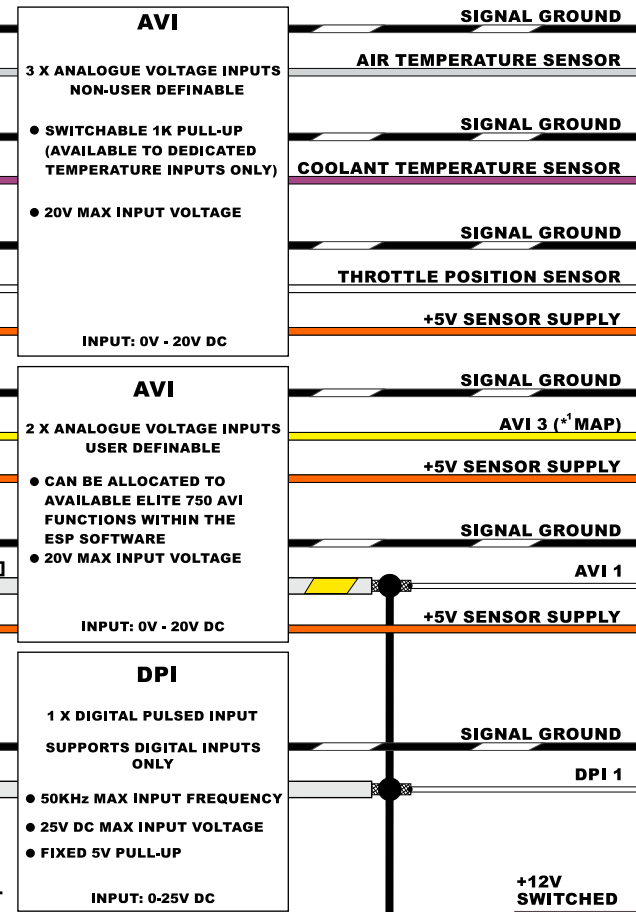 AVI
3 X ANALOGUE VOLTAGE INPUTS
NON-USER DEFINABLE
● SWITCHABLE 1K PULL-UP
(AVAILABLE TO DEDICATED
TEMPERATURE INPUTS ONLY)
● 20V MAX INPUT VOLTAGE
INPUT: 0V - 20V DC
SIGNAL GROUND
AIR TEMPERATURE SENSOR
SIGNAL GROUND
COOLANT TEMPERATURE SENSOR
SIGNAL GROUND
THROTTLE POSITION SENSOR
+5V SENSOR SUPPLY
AVI
2 X ANALOGUE VOLTAGE INPUTS
USER DEFINABLE
● CAN BE ALLOCATED TO
AVAILABLE ELITE 750 AVI
FUNCTIONS WITHIN THE
ESP SOFTWARE
● 20V MAX INPUT VOLTAGE
INPUT: 0V - 20V DC
SIGNAL GROUND
AVI 3 (*¹MAP)
+5V SENSOR SUPPLY
SIGNAL GROUND
AVI 1
+5V SENSOR SUPPLY
DPI
1 X DIGITAL PULSED INPUT
SUPPORTS DIGITAL INPUTS
ONLY
● 50KHz MAX INPUT FREQUENCY
● 25V DC MAX INPUT VOLTAGE
● FIXED 5V PULL-UP
INPUT: 0-25V DC
SIGNAL GROUND
DPI 1
+12V
SWITCHED